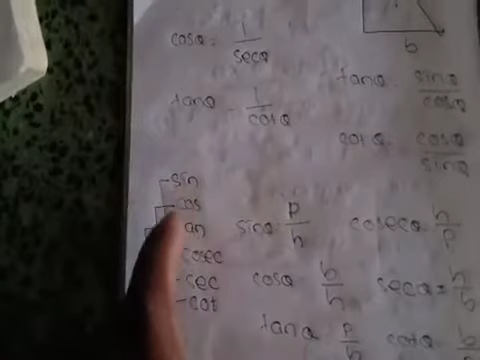 b
cosθ = 1/secθ
tanθ = sinθ/cosθ
tanθ = 1/cotθ
cotθ = cosθ/sinθ
-sin
cos
an
cosec
-sec
-cot
sinθ = p/h cosecθ = h/p
cosθ = b/h secθ = h/b
tanθ = p/b cotθ = b